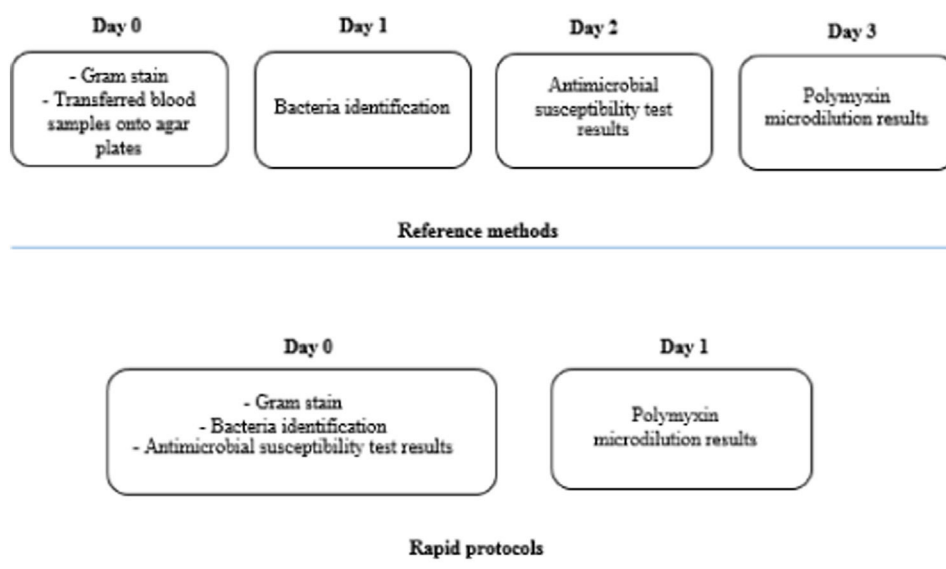 Day 0
- Gram stain
- Transferred blood
samples onto agar
plates
Day 1
Bacteria identification
Day 2
Antimicrobial
susceptibility test
results
Day 3
Polymyxin
microdilution results
Reference methods
Day 0
- Gram stain
- Bacteria identification
- Antimicrobial susceptibility test results
Day 1
Polymyxin
microdilution results
Rapid protocols